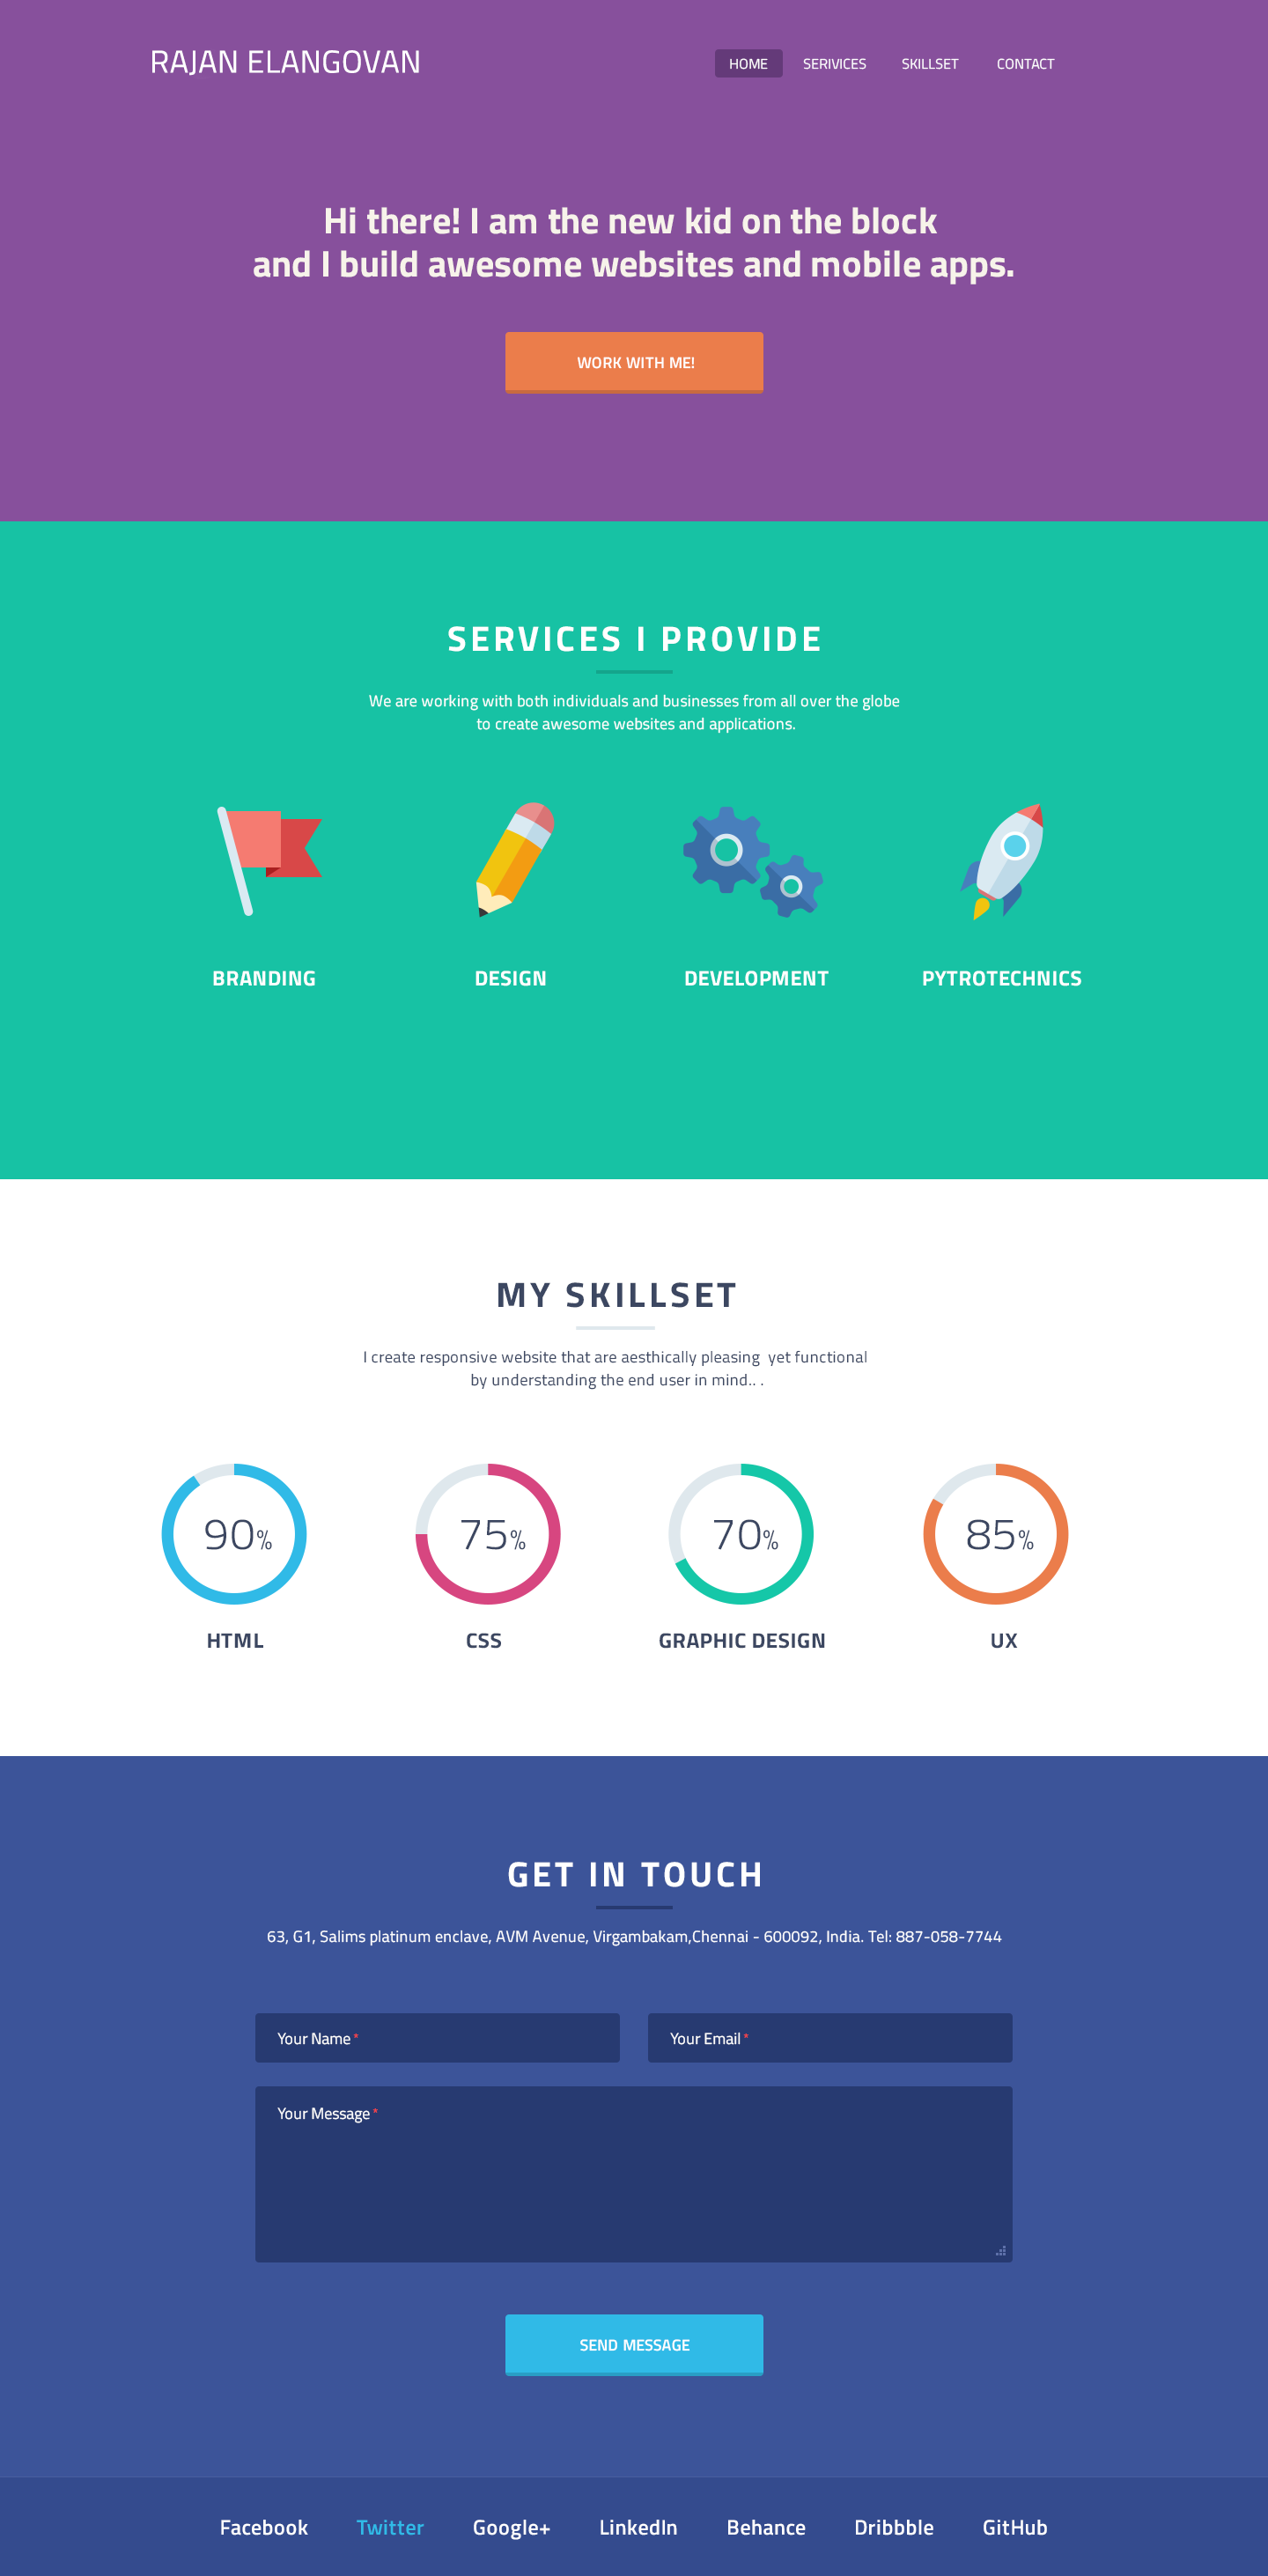 RAJAN ELANGOVAN
HOME SERIVICES SKILLSET CONTACT
Hi there! I am the new kid on the block
and I build awesome websites and mobile apps.
WORK WITH ME!
SERVICES I PROVIDE
We are working with both individuals and businesses from all over the globe
to create awesome websites and applications.
BRANDING DESIGN DEVELOPMENT PYTROTECHNICS
MY SKILLSET
I create responsive website that are aesthically pleasing  yet functional
by understanding the end user in mind.. .
90% 75% 70% 85%
HTML CSS GRAPHIC DESIGN UX
GET IN TOUCH
63, G1, Salims platinum enclave, AVM Avenue, Virgambakam,Chennai - 600092, India. Tel: 887-058-7744
Your Name * Your Email *
Your Message *
SEND MESSAGE
Facebook Twitter Google+ LinkedIn Behance Dribbble GitHub